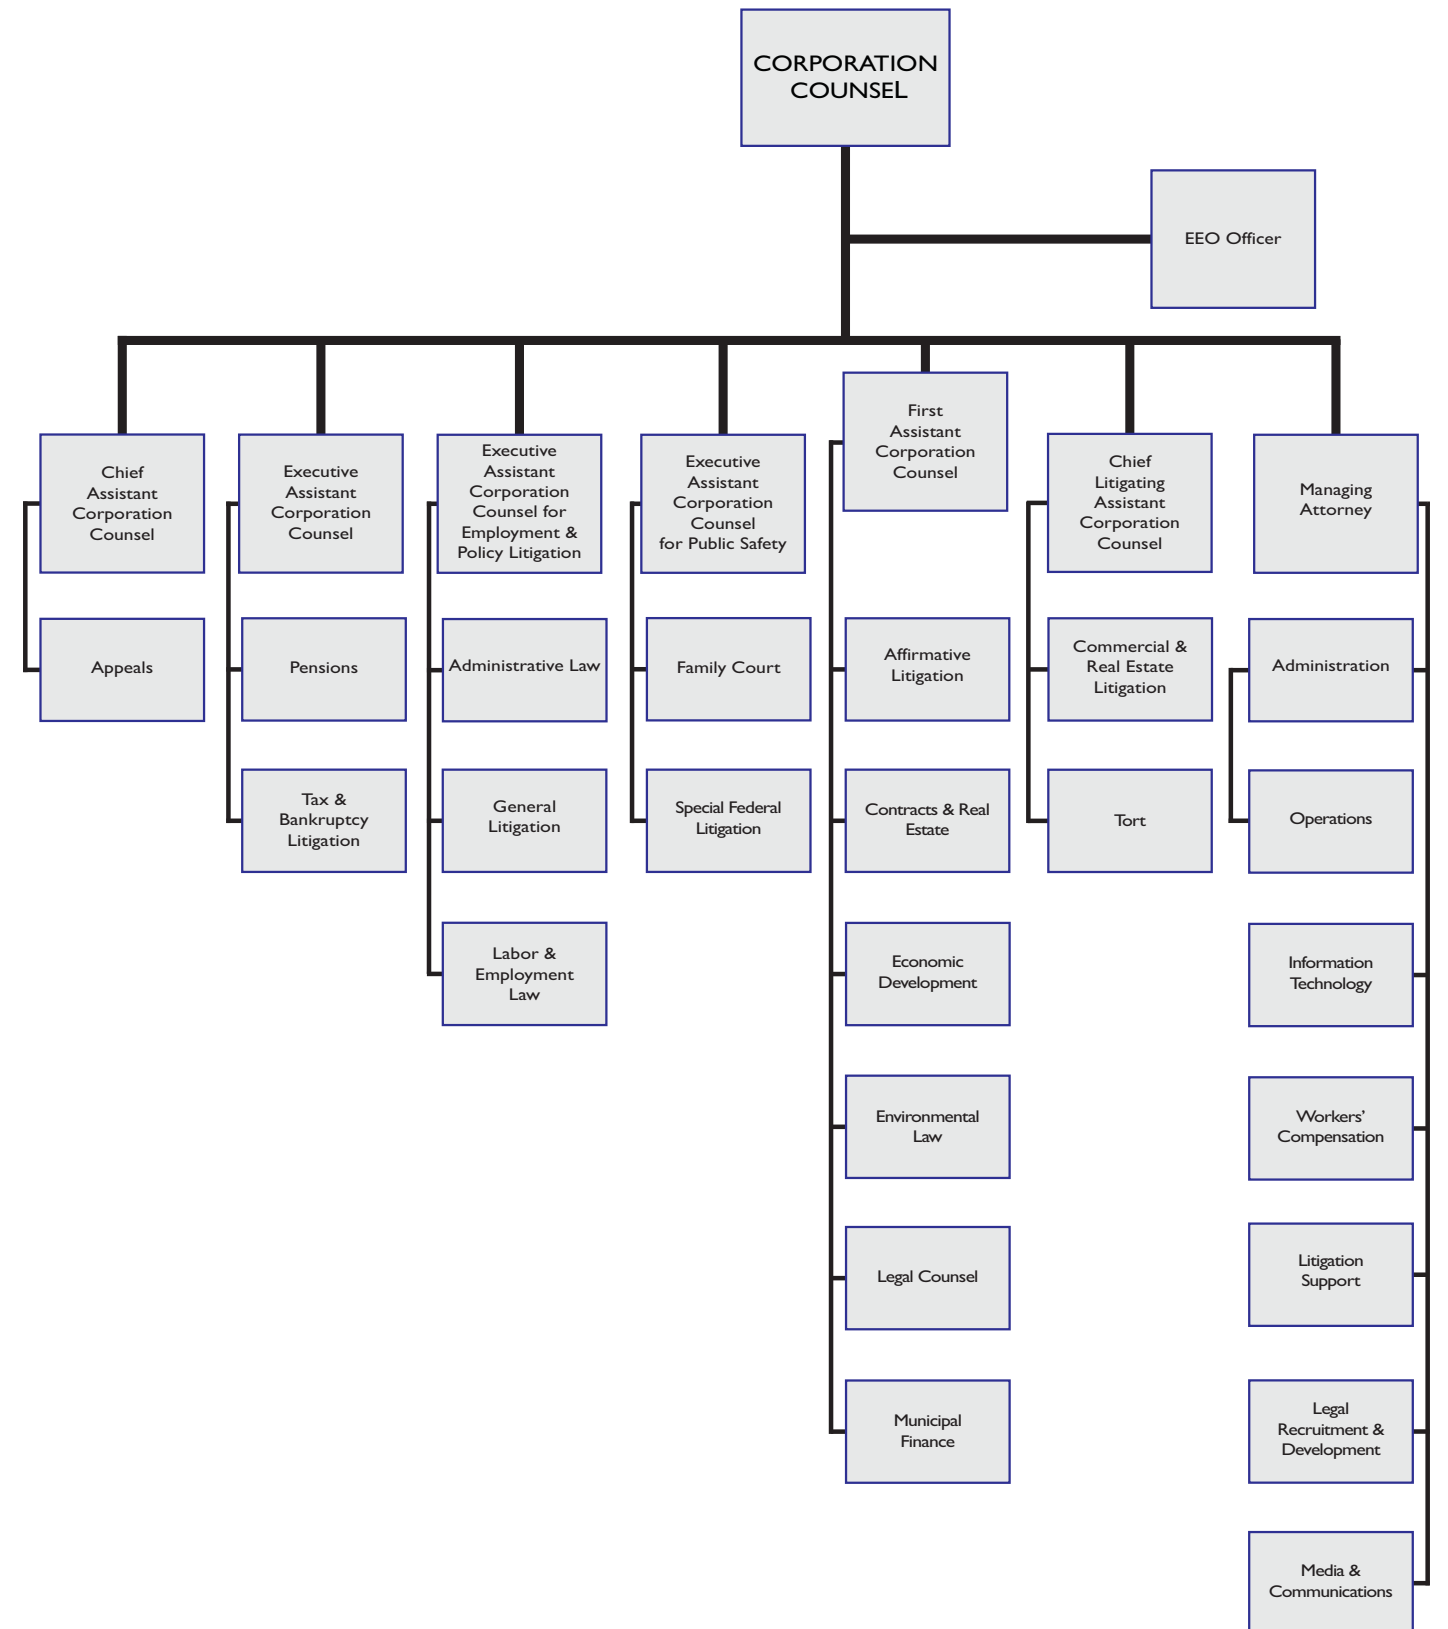 CORPORATION
COUNSEL
EEO Officer
Chief
Assistant
Corporation
Counsel
Appeals
Executive
Assistant
Corporation
Counsel
Pensions
Tax &
Bankruptcy
Litigation
Executive
Assistant
Corporation
Counsel for
Employment &
Policy Litigation
Administrative Law
General
Litigation
Labor &
Employment
Law
Executive
Assistant
Corporation
Counsel
for Public Safety
Family Court
Special Federal
Litigation
First
Assistant
Corporation
Counsel
Affirmative
Litigation
Contracts & Real
Estate
Economic
Development
Environmental
Law
Legal Counsel
Municipal
Finance
Chief
Litigating
Assistant
Corporation
Counsel
Commercial &
Real Estate
Litigation
Tort
Managing
Attorney
Administration
Operations
Information
Technology
Workers’
Compensation
Litigation
Support
Legal
Recruitment &
Development
Media &
Communications